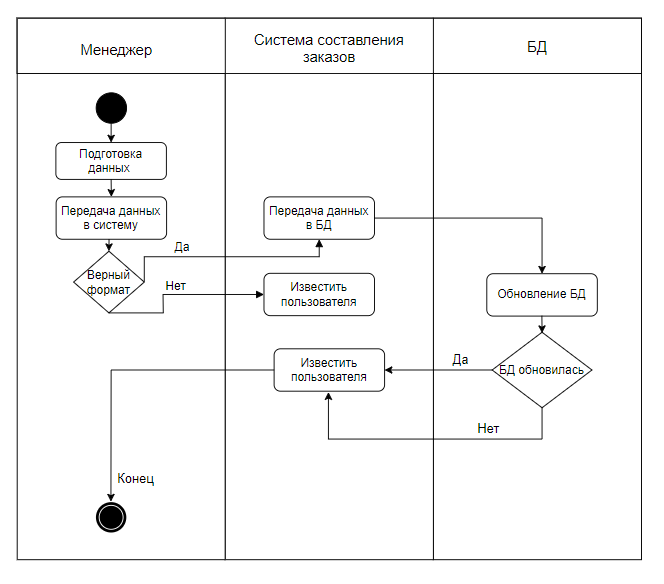 Менеджер
Система составления
заказов
БД
Подготовка
данных
Передача данных
в систему
Передача данных
в БД
Да
Верный
формат
Нет
Известить
пользователя
Обновление БД
Известить
пользователя
Да
БД обновилась
Нет
Конец